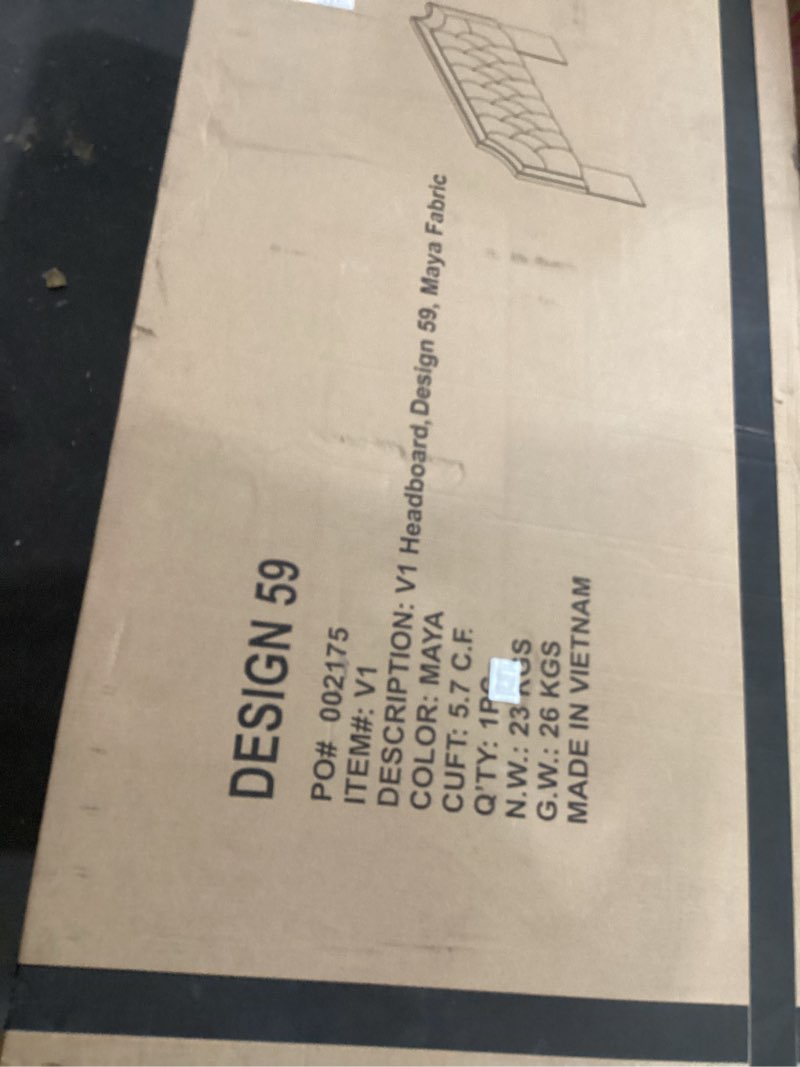 DESIGN 59
PO# 002175
ITEM#: V1
DESCRIPTION: V1 Headboard, Design 59, Maya Fabric
COLOR: MAYA
CUFT: 5.7 C.F.
Q'TY:
N.W.: 23 KGS
G.W.: 26 KGS
MADE IN VIETNAM